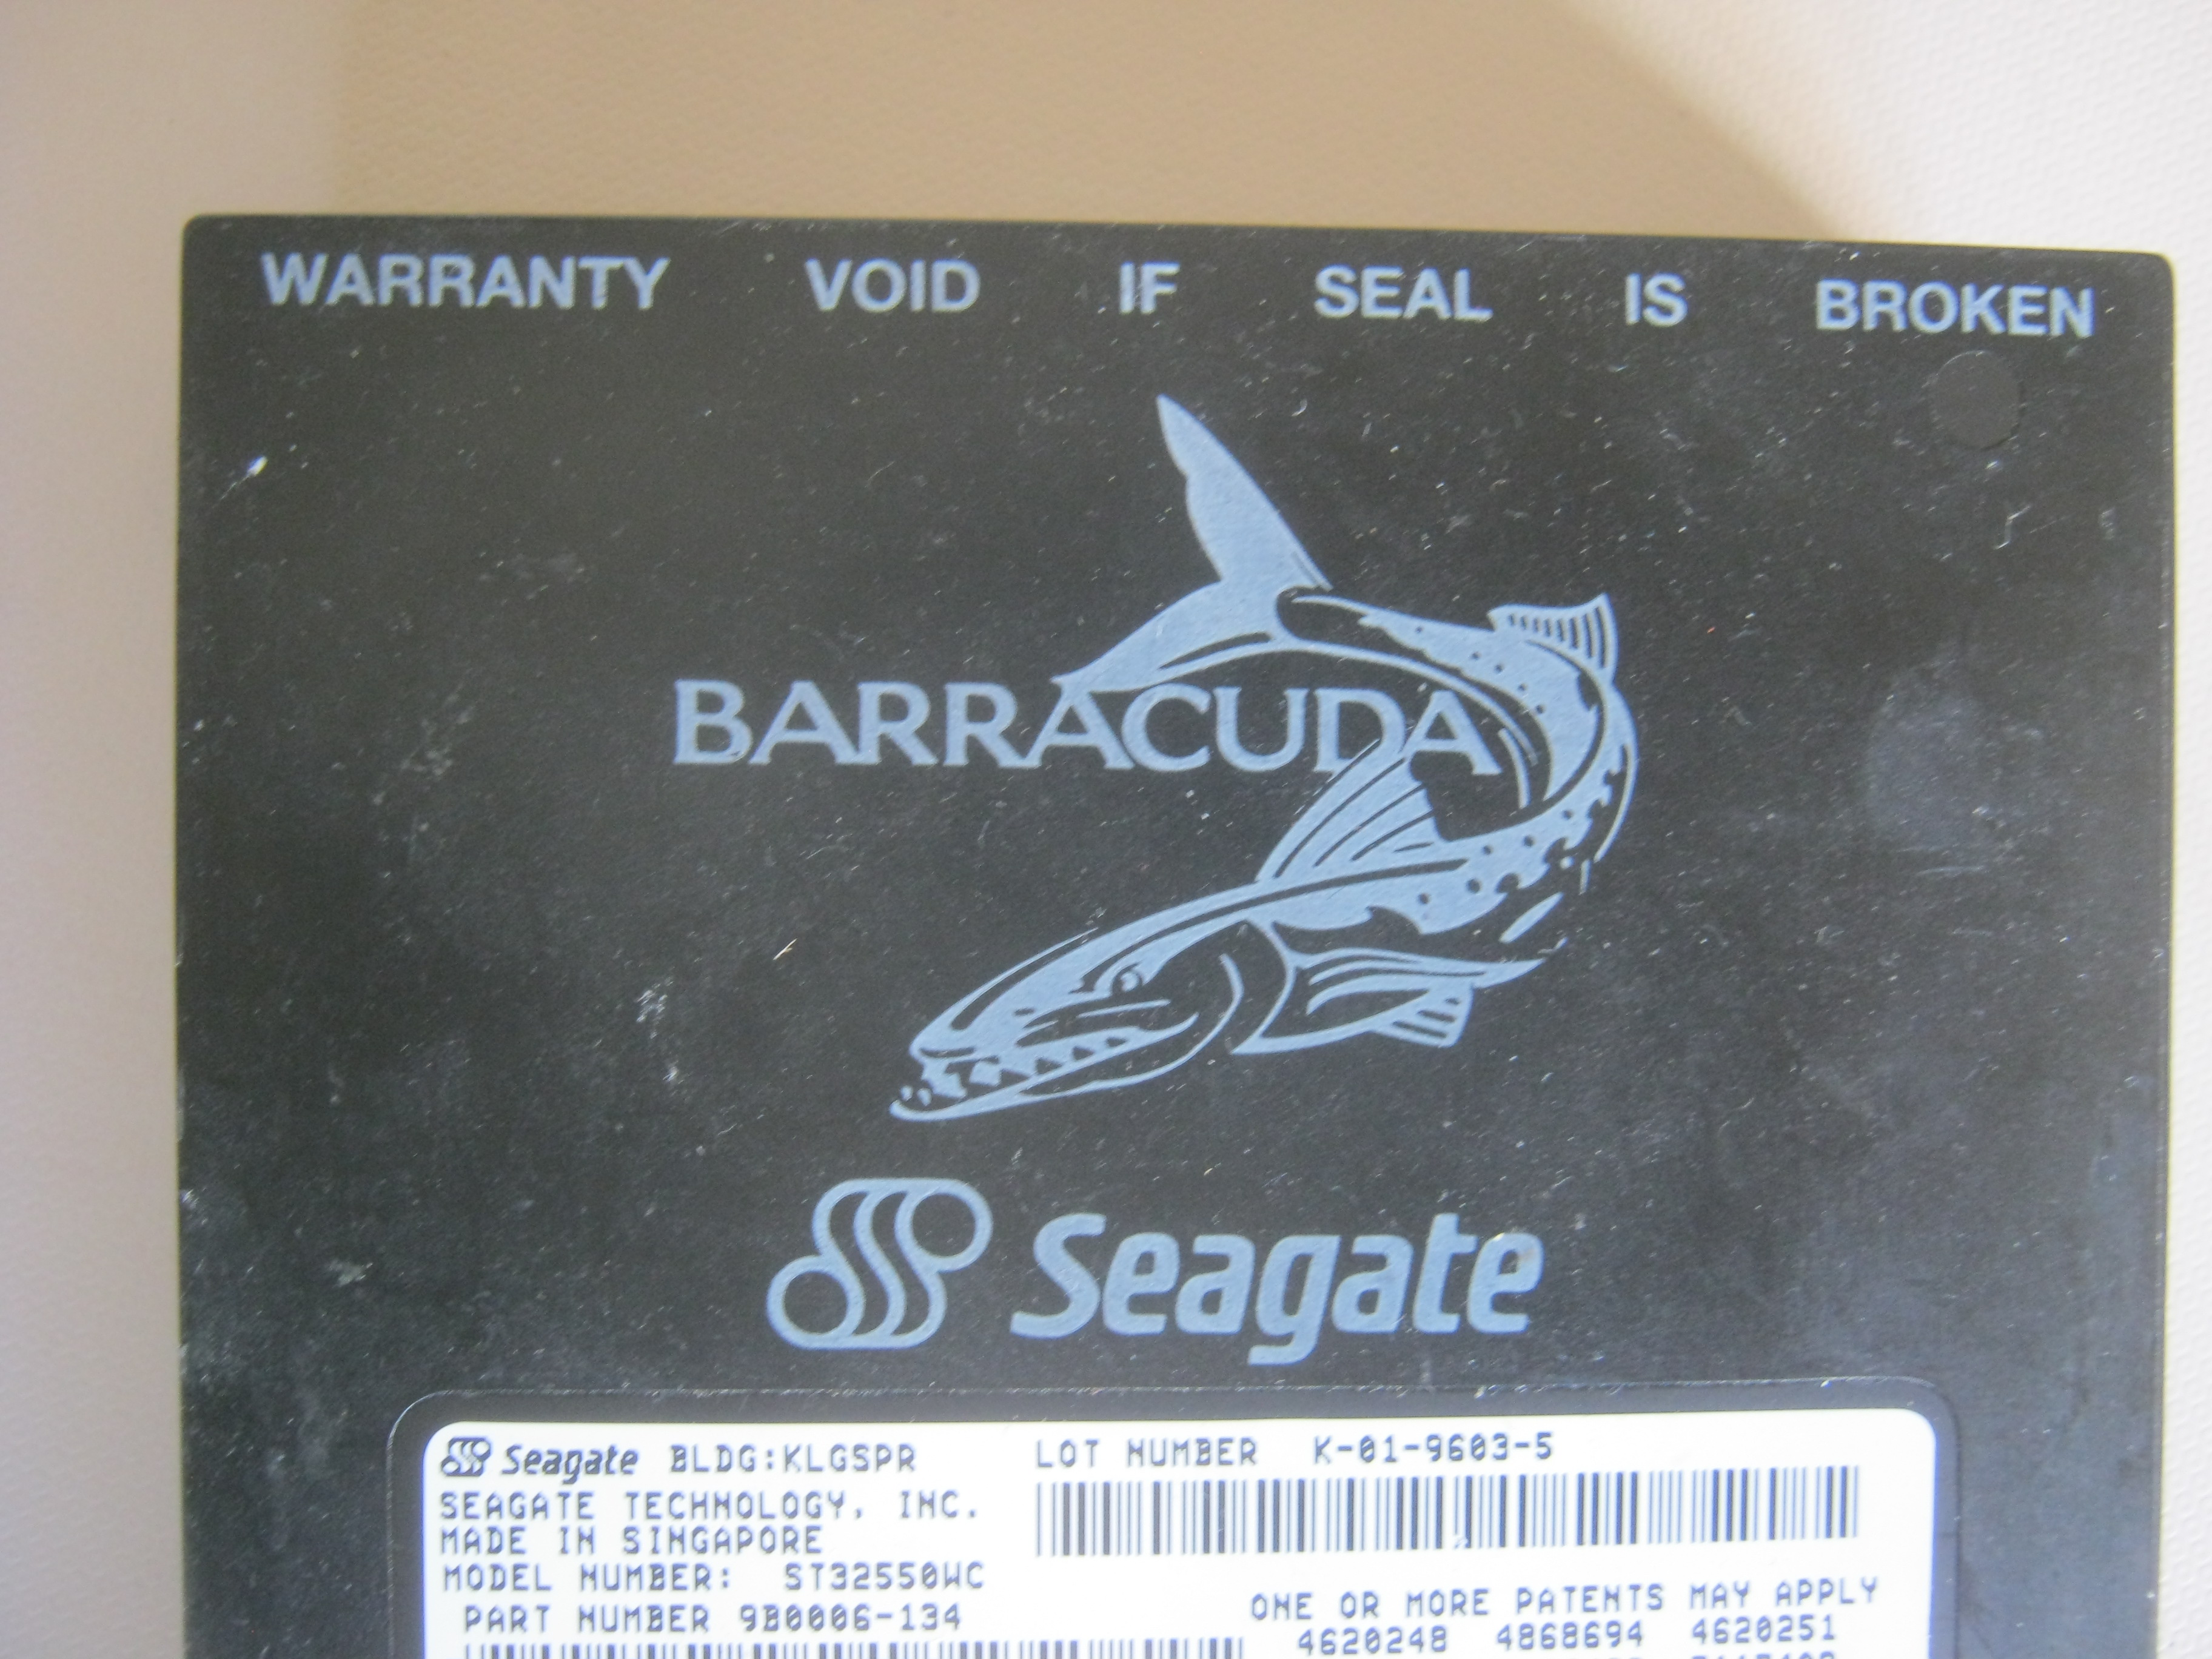 WARRANTY VOID IF SEAL IS BROKEN
BARRACUDA
Seagate
Seagate BLDG:KLGSPR
LOT NUMBER K-01-9603-5
SEAGATE TECHNOLOGY, INC.
MADE IN SINGAPORE
MODEL NUMBER: ST32550WC
PART NUMBER 9B0006-134
ONE OR MORE PATENTS MAY APPLY
4620248 4868694 4620251